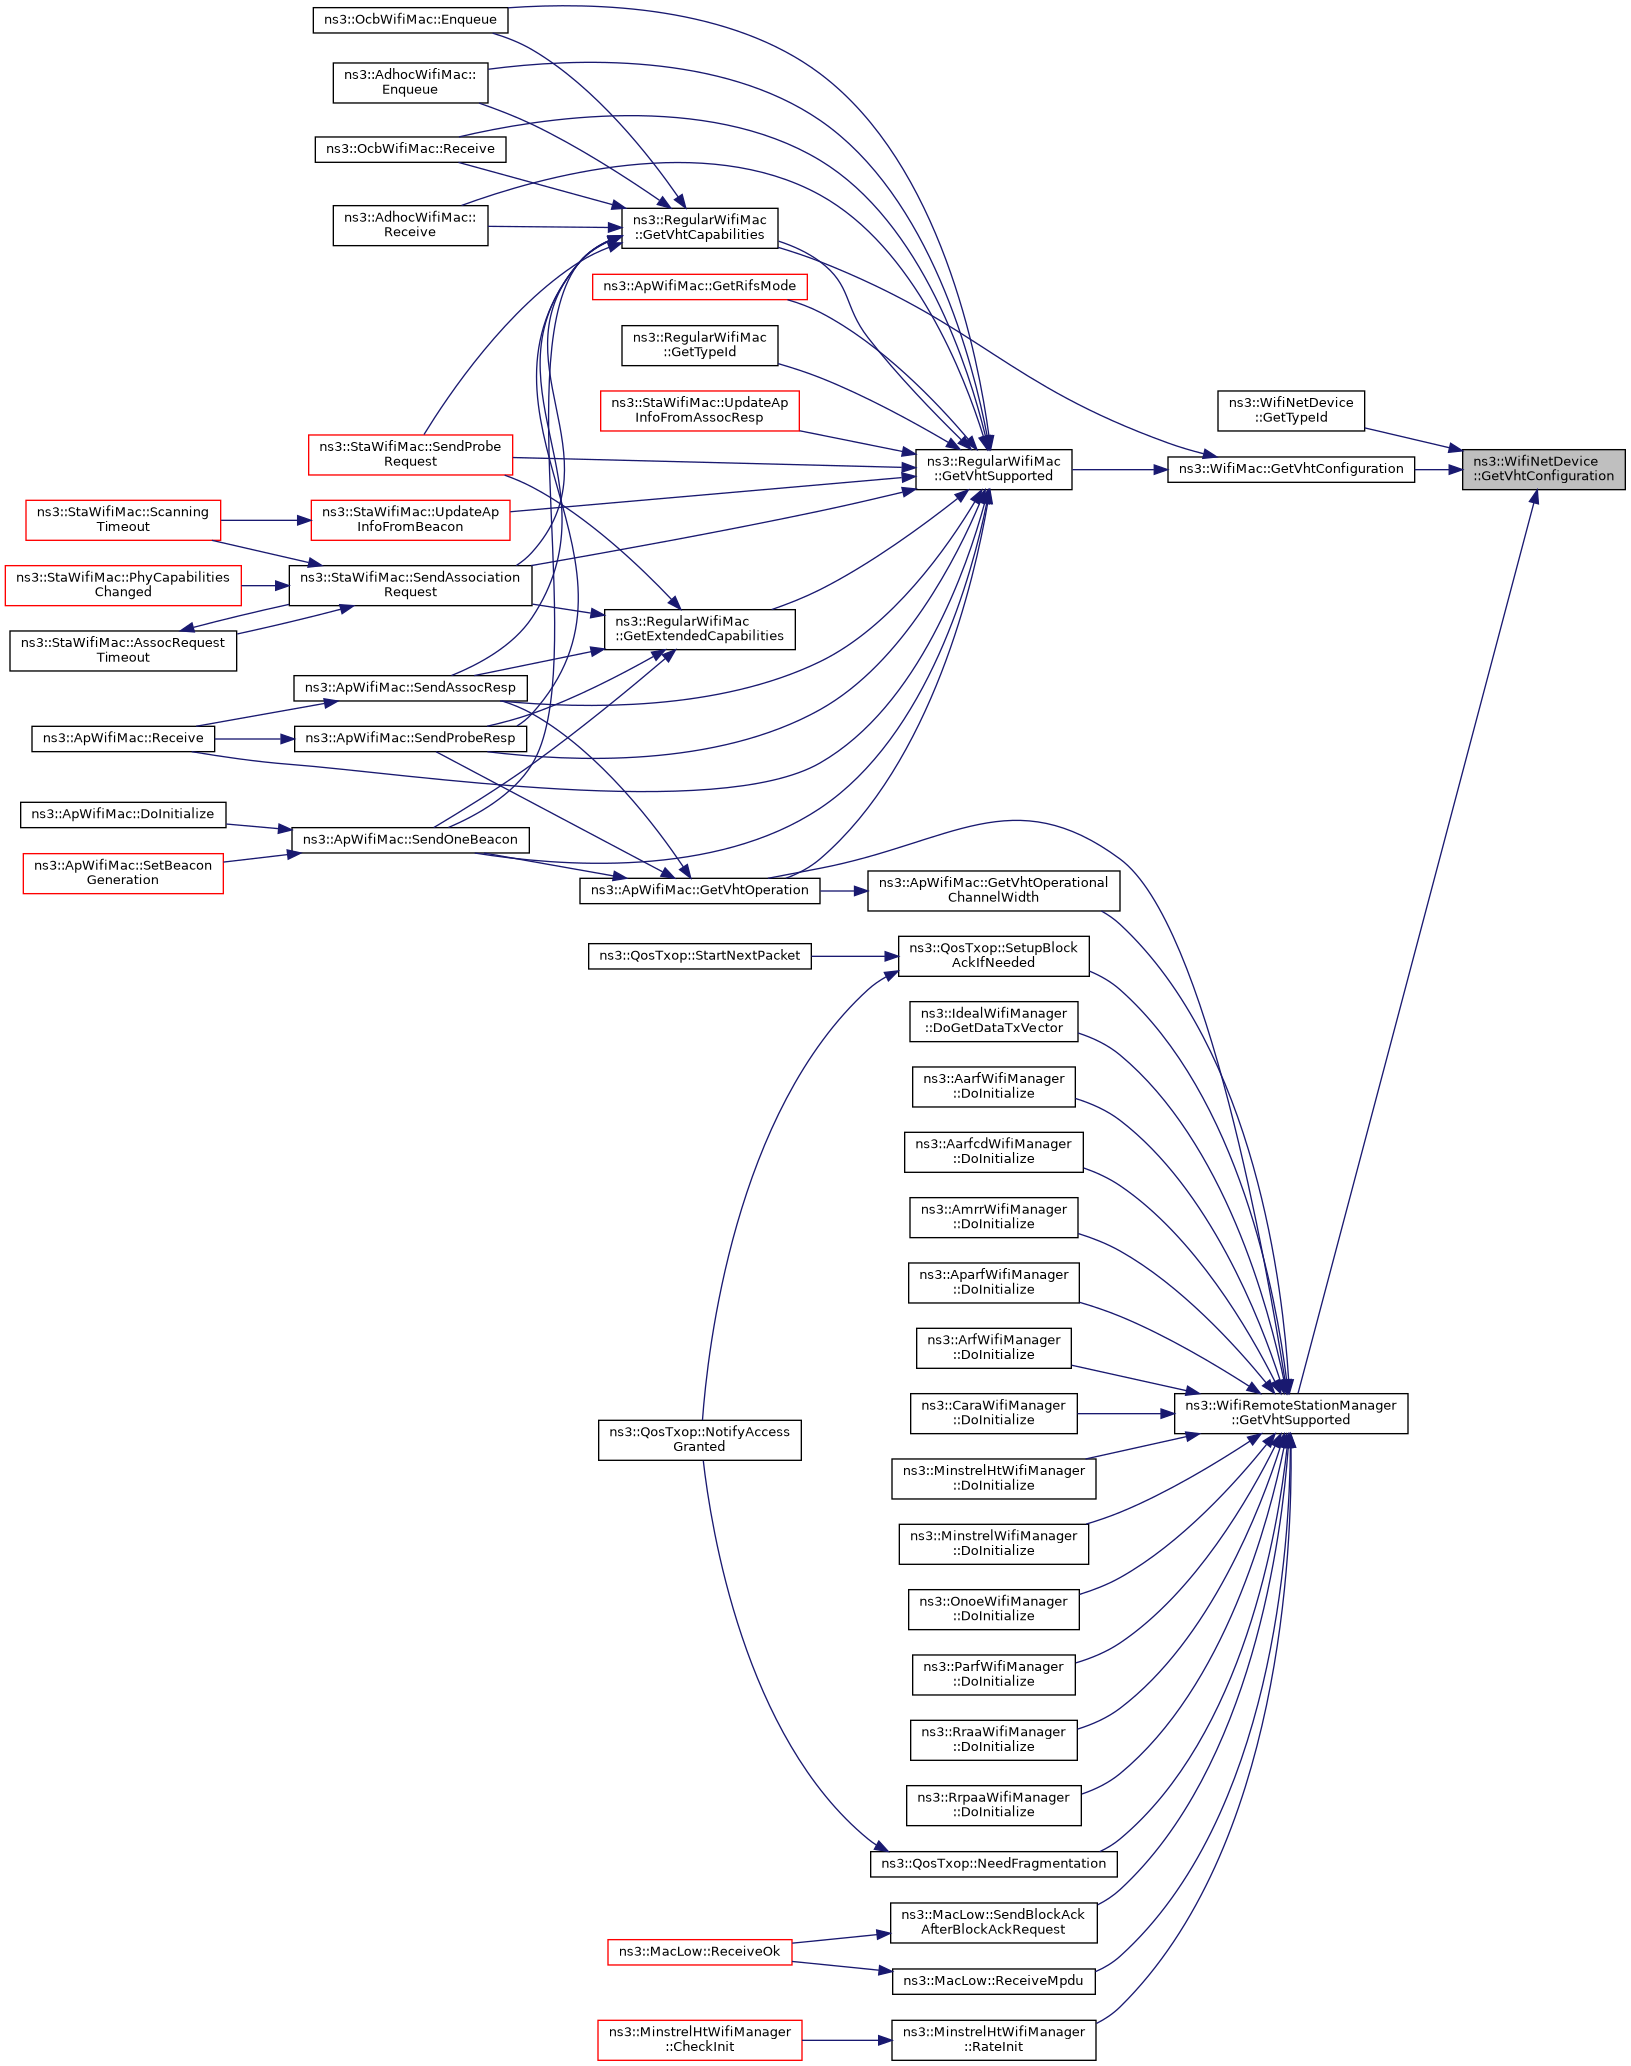 ns3::OcbWifiMac::Enqueue
ns3::AdhocWifiMac::
Enqueue
ns3::OcbWifiMac::Receive
ns3::AdhocWifiMac::
Receive
ns3::RegularWifiMac
::GetVhtCapabilities
ns3::ApWifiMac::GetRifsMode
ns3::RegularWifiMac
::GetTypeId
ns3::StaWifiMac::UpdateAp
InfoFromAssocResp
ns3::StaWifiMac::SendProbe
Request
ns3::RegularWifiMac
::GetVhtSupported
ns3::WifiMac::GetVhtConfiguration
ns3::WifiNetDevice
::GetTypeId
ns3::WifiNetDevice
::GetVhtConfiguration
ns3::StaWifiMac::Scanning
Timeout
ns3::StaWifiMac::UpdateAp
InfoFromBeacon
ns3::StaWifiMac::PhyCapabilities
Changed
ns3::StaWifiMac::SendAssociation
Request
ns3::StaWifiMac::AssocRequest
Timeout
ns3::RegularWifiMac
::GetExtendedCapabilities
ns3::ApWifiMac::SendAssocResp
ns3::ApWifiMac::Receive
ns3::ApWifiMac::SendProbeResp
ns3::ApWifiMac::DoInitialize
ns3::ApWifiMac::SendOneBeacon
ns3::ApWifiMac::SetBeacon
Generation
ns3::ApWifiMac::GetVhtOperation
ns3::ApWifiMac::GetVhtOperational
ChannelWidth
ns3::QosTxop::StartNextPacket
ns3::QosTxop::SetupBlock
AckIfNeeded
ns3::IdealWifiManager
::DoGetDataTxVector
ns3::AarfWifiManager
::DoInitialize
ns3::AarfcdWifiManager
::DoInitialize
ns3::AmrrWifiManager
::DoInitialize
ns3::AparfWifiManager
::DoInitialize
ns3::ArfWifiManager
::DoInitialize
ns3::CaraWifiManager
::DoInitialize
ns3::WifiRemoteStationManager
::GetVhtSupported
ns3::QosTxop::NotifyAccess
Granted
ns3::MinstrelHtWifiManager
::DoInitialize
ns3::MinstrelWifiManager
::DoInitialize
ns3::OnoeWifiManager
::DoInitialize
ns3::ParfWifiManager
::DoInitialize
ns3::RraaWifiManager
::DoInitialize
ns3::RrpaaWifiManager
::DoInitialize
ns3::QosTxop::NeedFragmentation
ns3::MacLow::SendBlockAck
AfterBlockAckRequest
ns3::MacLow::ReceiveOk
ns3::MacLow::ReceiveMpdu
ns3::MinstrelHtWifiManager
::CheckInit
ns3::MinstrelHtWifiManager
::RateInit